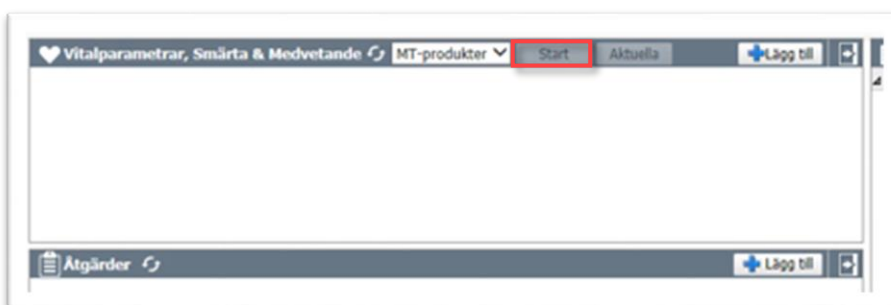 Vitalparametrar, Smärta & Medvetande MT-produkter Start Aktuella Lägg till
Åtgärder Lägg till